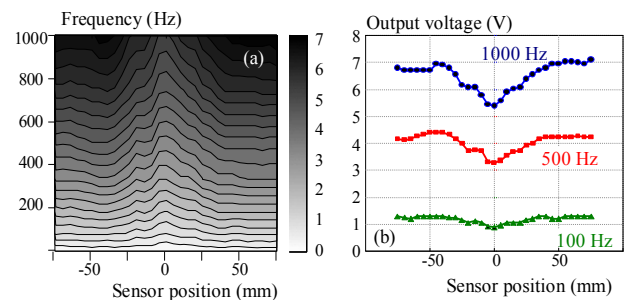 Frequency (Hz)
(a)
1000
800
600
400
200
-50 0 50
Sensor position (mm)
7
6
5
4
3
2
1
0
Output voltage (V)
8
7
6
5
4
3
2
1
0
1000 Hz
500 Hz
100 Hz
(b)
-50 0 50
Sensor position (mm)